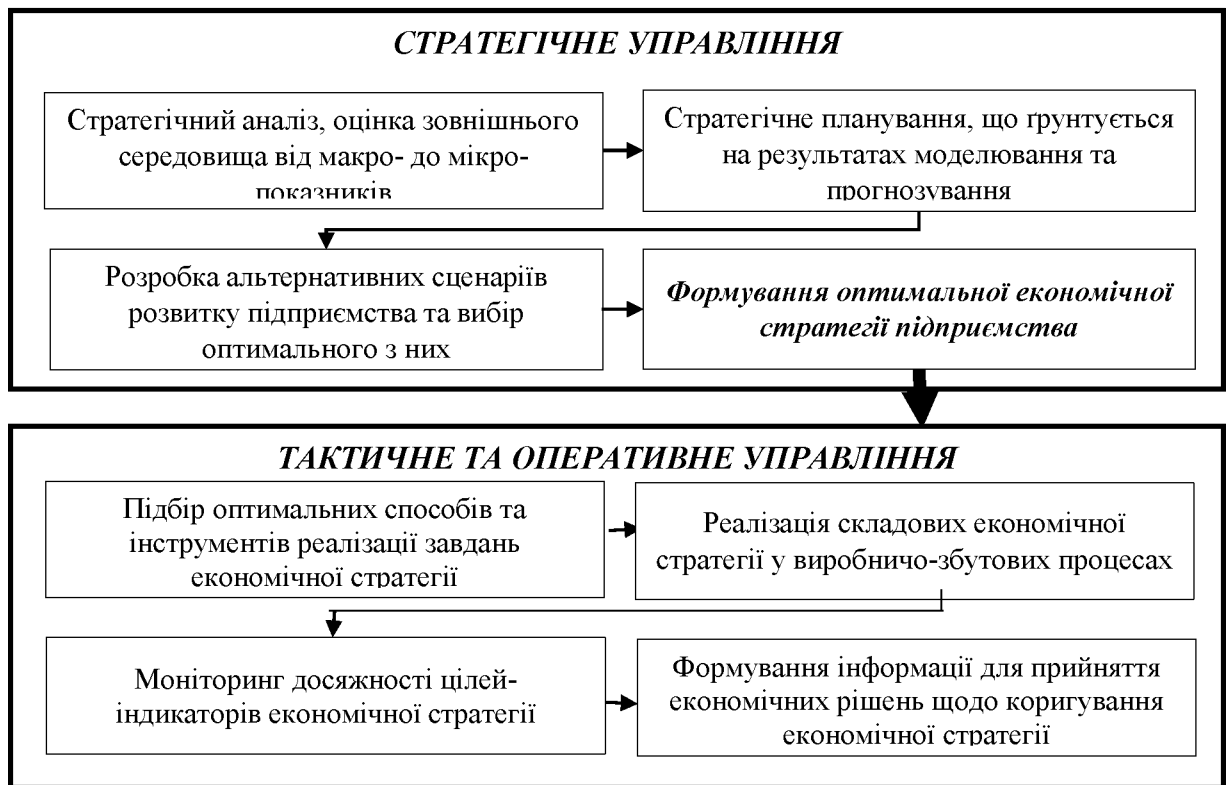 СТРАТЕГІЧНЕ УПРАВЛІННЯ
Стратегічний аналіз, оцінка зовнішнього
середовища від макро- до мікро-
показників
Стратегічне планування, що ґрунтується
на результатах моделювання та
прогнозування
Розробка альтернативних сценаріїв
розвитку підприємства та вибір
оптимального з них
Формування оптимальної економічної
стратегії підприємства
ТАКТИЧНЕ ТА ОПЕРАТИВНЕ УПРАВЛІННЯ
Підбір оптимальних способів та
інструментів реалізації завдань
економічної стратегії
Реалізація складових економічної
стратегії у виробничо-збутових процесах
Моніторинг досяжності цілей-
індикаторів економічної стратегії
Формування інформації для прийняття
економічних рішень щодо коригування
економічної стратегії